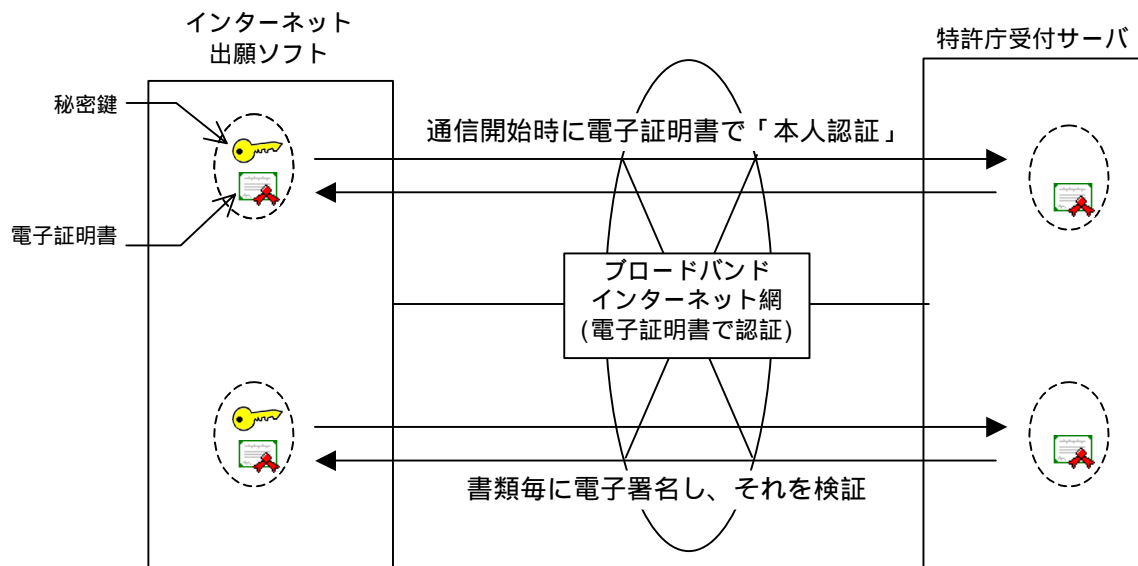 インターネット
出願ソフト
特許庁受付サーバ
秘密鍵
通信開始時に電子証明書で「本人認証」
電子証明書
ブロードバンド
インターネット網
(電子証明書で認証)
書類毎に電子署名し、それを検証